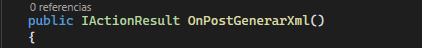 0 referencias
public IActionResult OnPostGenerarXml()
{